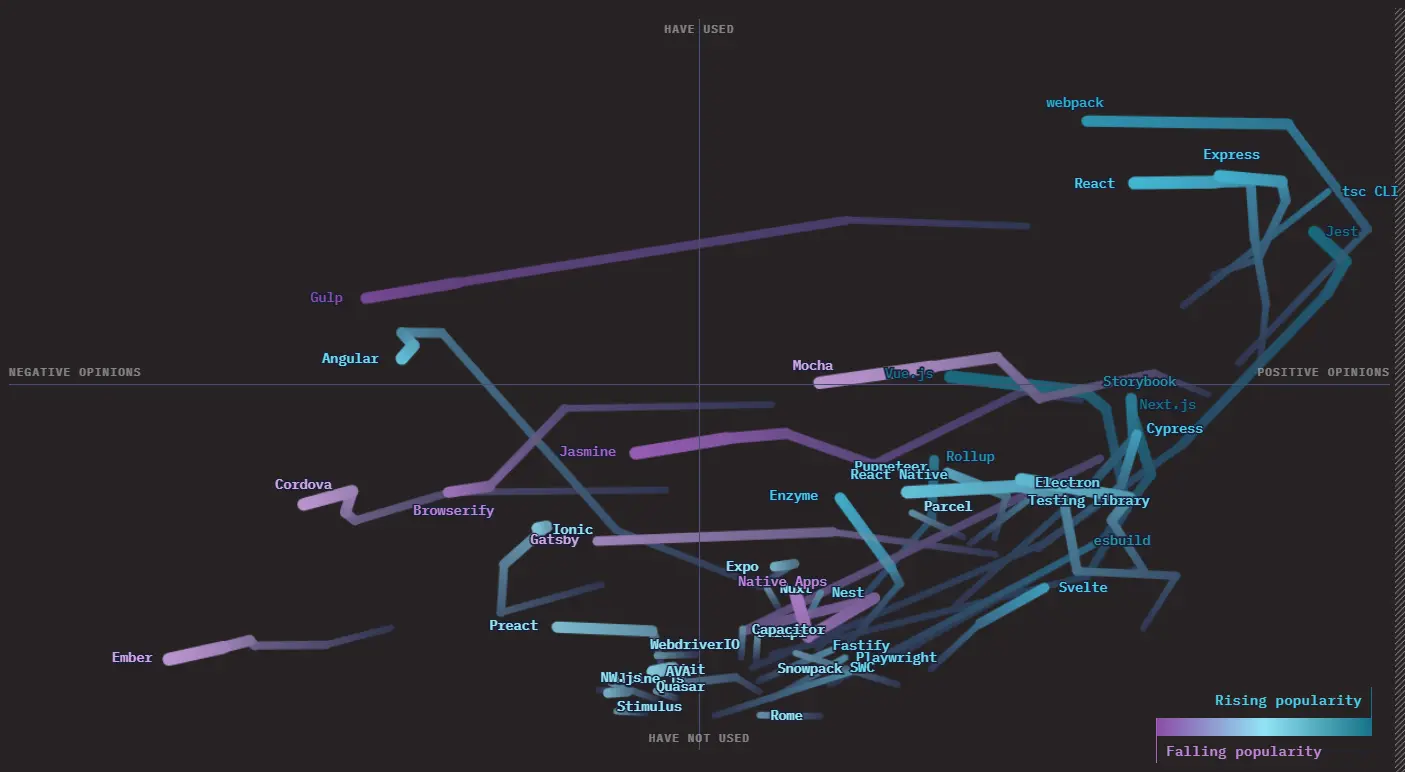 HAVE USED
webpack
Express
React
tsc CLI
Jest
Gulp
Angular
Mocha
NEGATIVE OPINIONS
Vue.js
POSITIVE OPINIONS
Storybook
Next.js
Cypress
Jasmine
Rollup
Puppeteer
React Native
Cordova
Electron
Enzyme
Testing Library
Parcel
Browserify
Ionic
Gatsby
esbuild
Expo
Native Apps
Nuxt
Nest
Svelte
Preact
Capacitor
WebdriverIO
Fastify
Ember
Playwright
Snowpack
SWC
AVA
NW.js
Quasar
Stimulus
Rome
HAVE NOT USED
Rising popularity
Falling popularity